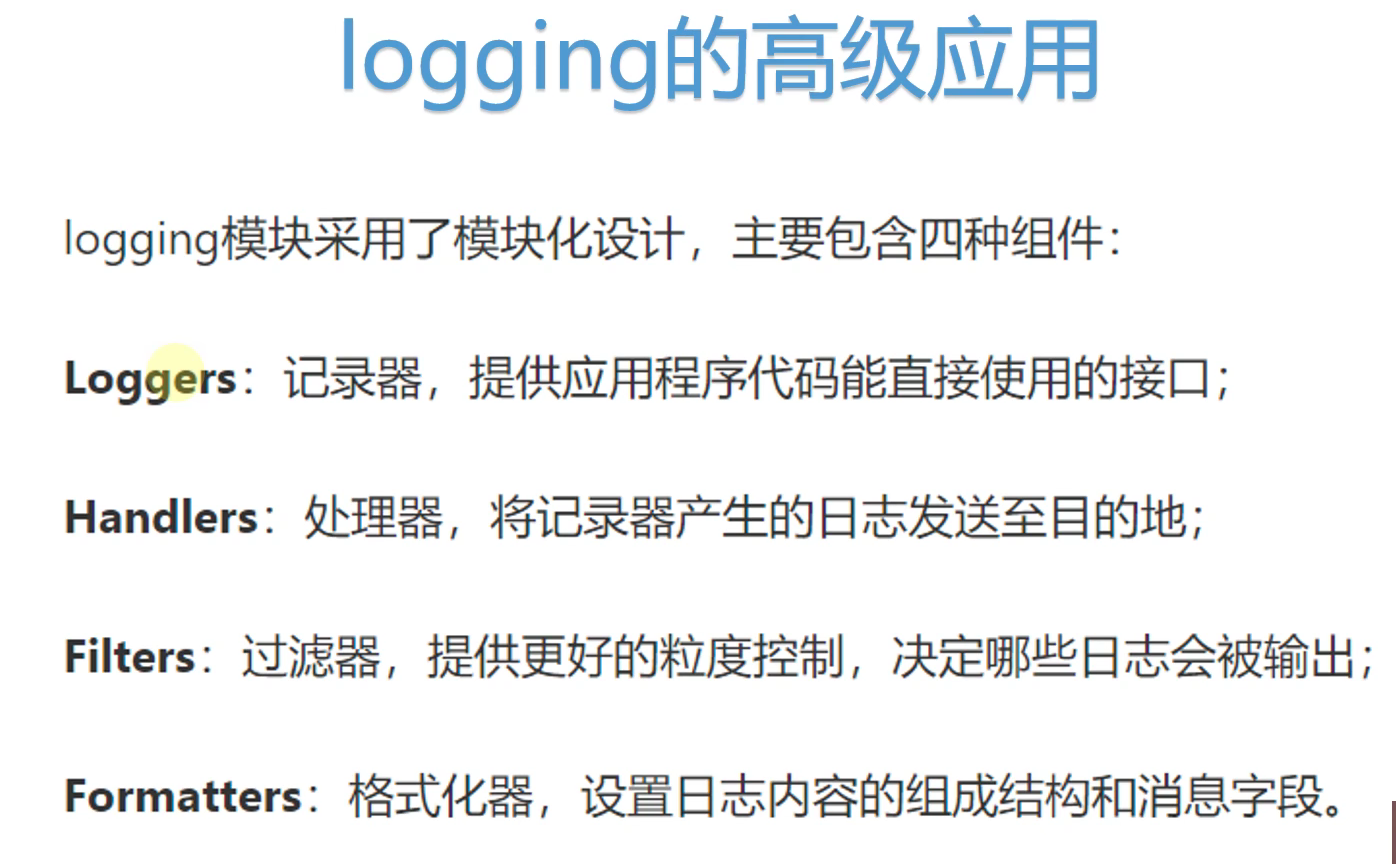 logging的高级应用
logging模块采用了模块化设计，主要包含四种组件：
Loggers：记录器，提供应用程序代码能直接使用的接口；
Handlers：处理器，将记录器产生的日志发送至目的地；
Filters：过滤器，提供更好的粒度控制，决定哪些日志会被输出；
Formatters：格式化器，设置日志内容的组成结构和消息字段。